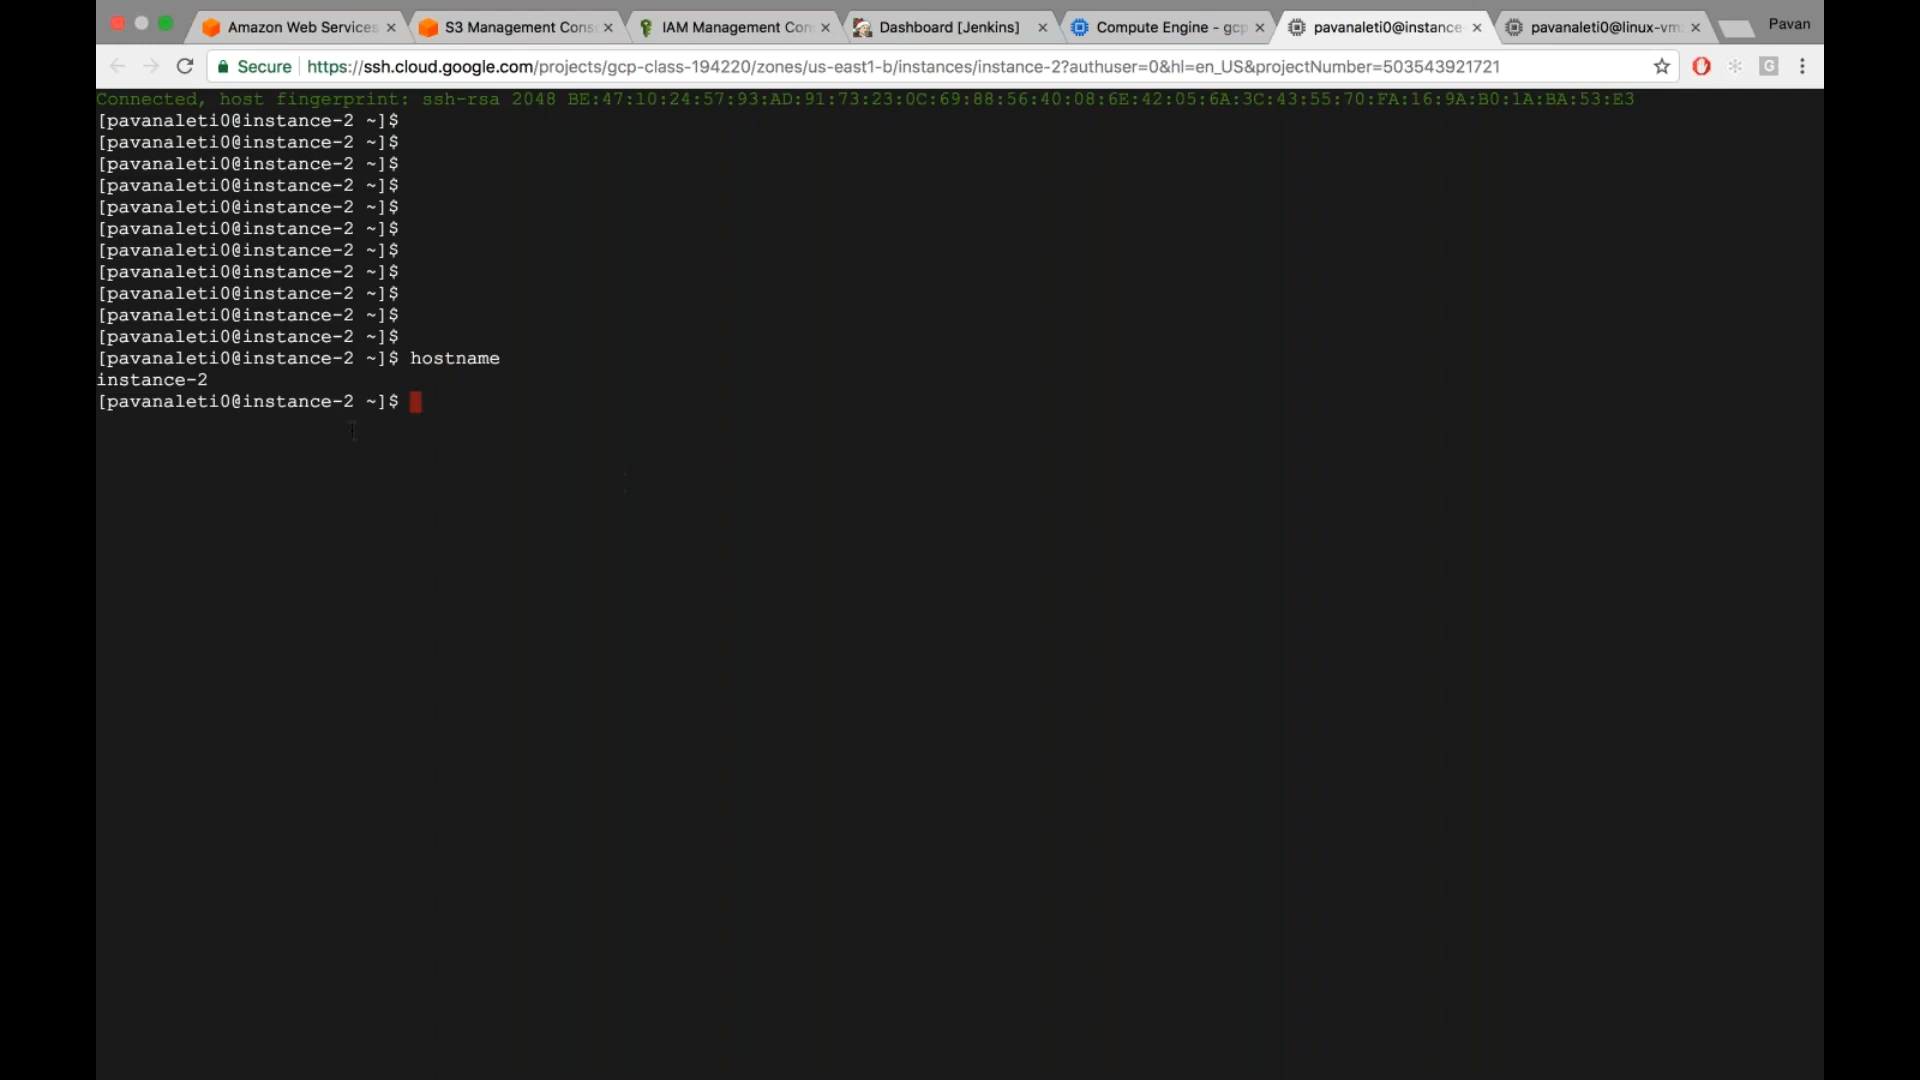 Amazon Web Services
S3 Management Cons
IAM Management Con
Dashboard [Jenkins]
Compute Engine - gcp
pavanaleti0@instance-
pavanaleti0@linux-vm
Pavan
Secure
https://ssh.cloud.google.com/projects/gcp-class-194220/zones/us-east1-b/instances/instance-2?authuser=0&hl=en_US&projectNumber=503543921721
Connected, host fingerprint: ssh-rsa 2048 BE:47:10:24:57:93:AD:91:73:23:0C:69:88:56:40:08:6E:42:05:6A:3C:43:55:70:FA:16:9A:B0:1A:BA:53:E3
[pavanaleti0@instance-2 ~]$
[pavanaleti0@instance-2 ~]$
[pavanaleti0@instance-2 ~]$
[pavanaleti0@instance-2 ~]$
[pavanaleti0@instance-2 ~]$
[pavanaleti0@instance-2 ~]$
[pavanaleti0@instance-2 ~]$
[pavanaleti0@instance-2 ~]$
[pavanaleti0@instance-2 ~]$
[pavanaleti0@instance-2 ~]$
[pavanaleti0@instance-2 ~]$
[pavanaleti0@instance-2 ~]$ hostname
instance-2
[pavanaleti0@instance-2 ~]$